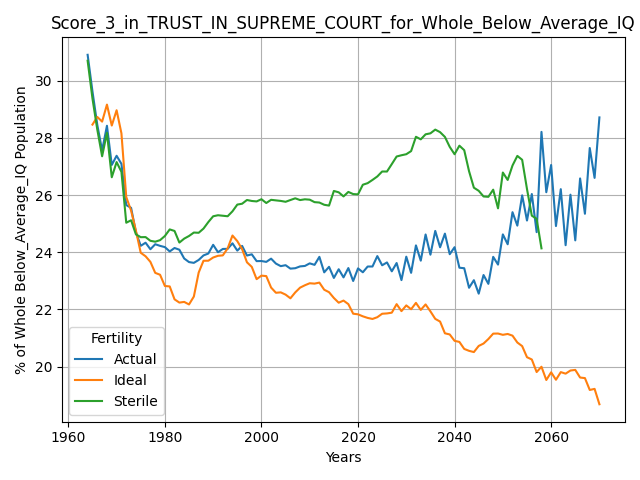 Score_3_in_TRUST_IN_SUPREME_COURT_for_Whole_Below_Average_IQ
% of Whole Below_Average_IQ Population
30
28
26
24
22
20
Fertility
Actual
Ideal
Sterile
1960
1980
2000
2020
2040
2060
Years